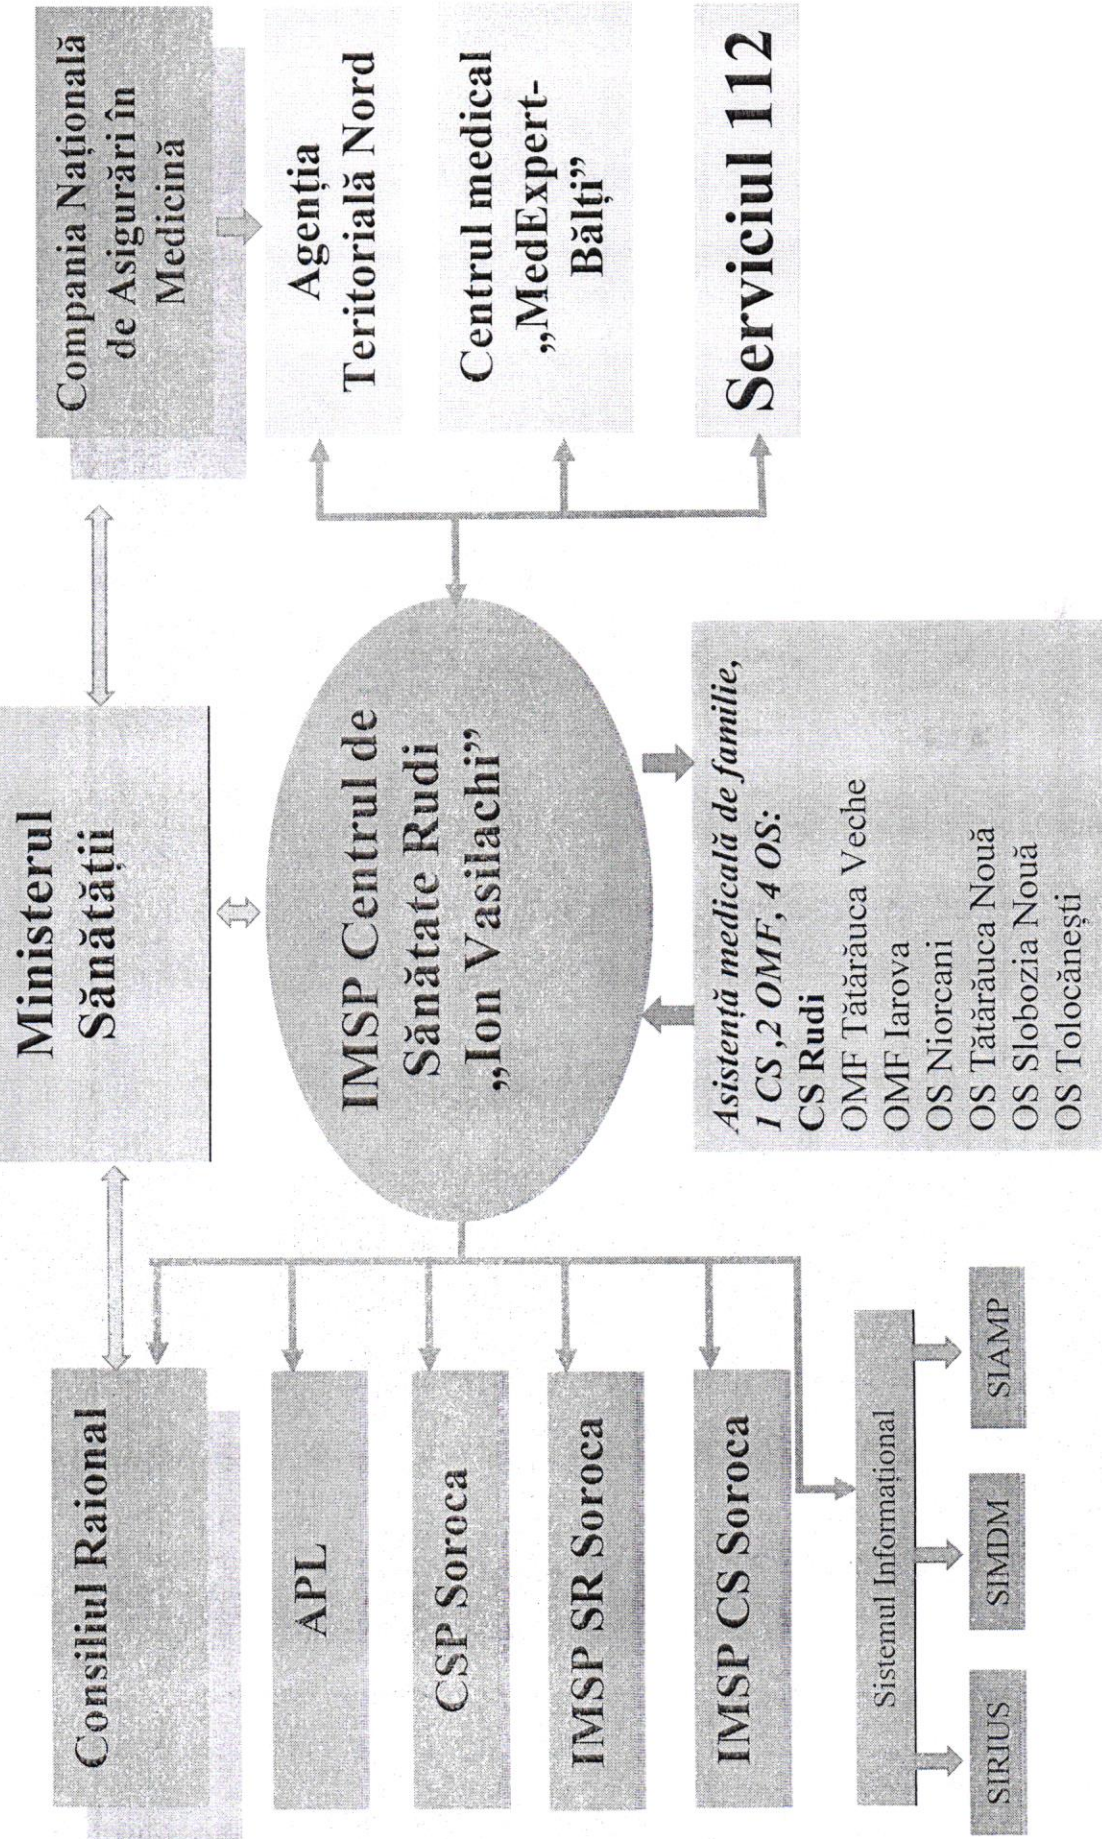 Ministerul
Sănătății
Consiliul Raional
Compania Națională
de Asigurări în
Medicină
APL
CSP Soroca
IMSP SR Soroca
IMSP CS Soroca
IMSP Centrul de
Sănătate Rudi
„Ion Vasilachi”
Agenția
Teritorială Nord
Centrul medical
„MedExpert-
Bălți”
Serviciul 112
Sistemul Informațional
SIRIUS
SIMDM
SIAMP
Asistență medicală de familie,
1 CS ,2 OMF, 4 OS:
CS Rudi
OMF Tătărăuca Veche
OMF Iarova
OS Niorcani
OS Tătărăuca Nouă
OS Slobozia Nouă
OS Tolocănești